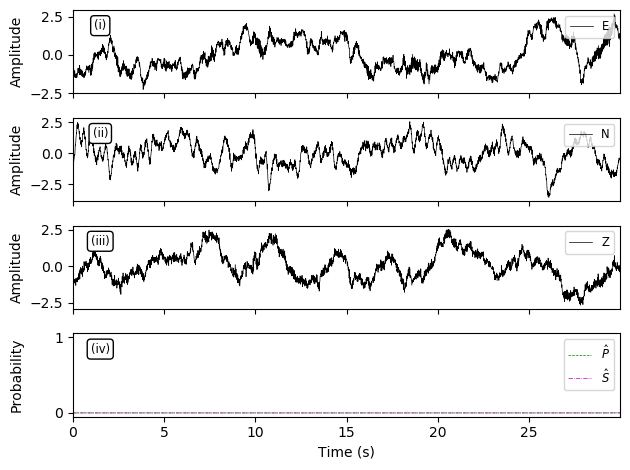 2.5
0.0
−2.5
Amplitude
(i)
E
2.5
0.0
−2.5
Amplitude
(ii)
N
2.5
0.0
−2.5
Amplitude
(iii)
Z
1
0
Probability
(iv)
P̂
Ŝ
0 5 10 15 20 25
Time (s)